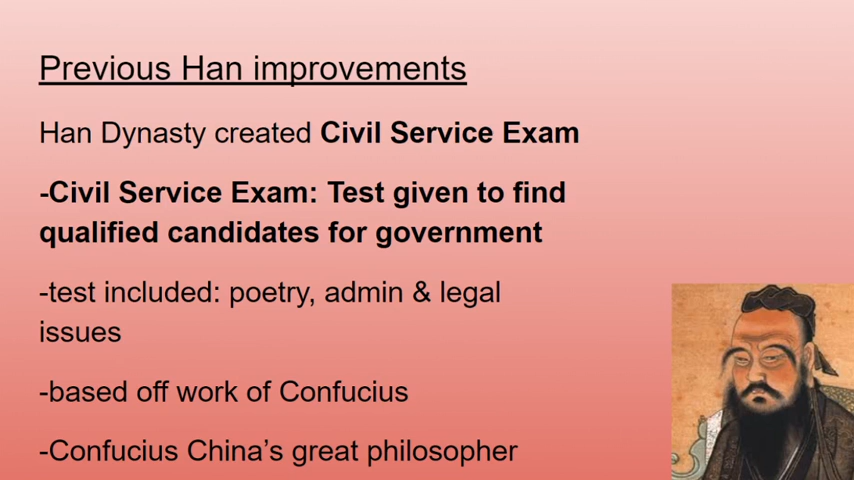 Previous Han improvements
Han Dynasty created Civil Service Exam
-Civil Service Exam: Test given to find
qualified candidates for government
-test included: poetry, admin & legal
issues
-based off work of Confucius
-Confucius China’s great philosopher